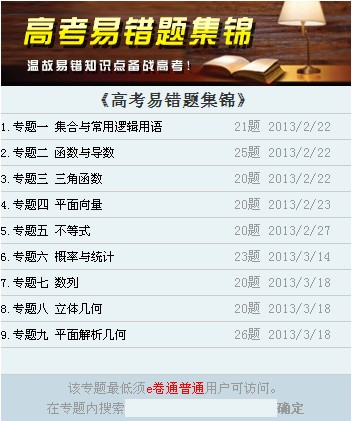 高考易错题集锦
温故易错知识点备战高考!
《高考易错题集锦》
1.专题一 集合与常用逻辑用语 21题 2013/2/22
2.专题二 函数与导数 25题 2013/2/22
3.专题三 三角函数 20题 2013/2/22
4.专题四 平面向量 20题 2013/2/23
5.专题五 不等式 20题 2013/2/27
6.专题六 概率与统计 23题 2013/3/14
7.专题七 数列 20题 2013/3/18
8.专题八 立体几何 20题 2013/3/18
9.专题九 平面解析几何 26题 2013/3/18
该专题最低须e卷通普通用户可访问。
在专题内搜索 确定